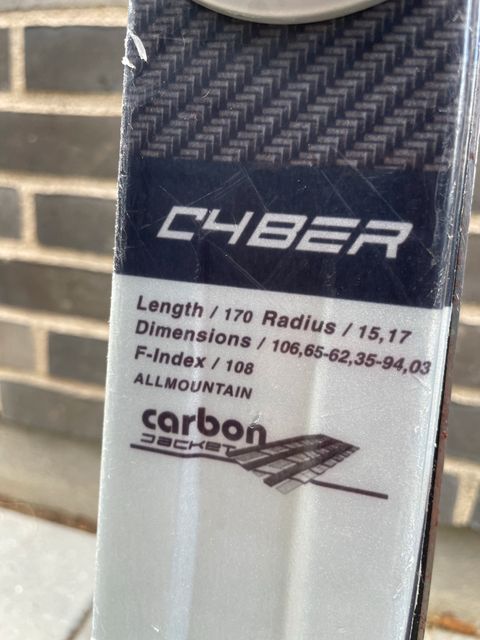 CYBER
Length / 170 Radius / 15,17
Dimensions / 106,65-62,35-94,03
F-Index / 108
ALLMOUNTAIN
carbon
JACKET